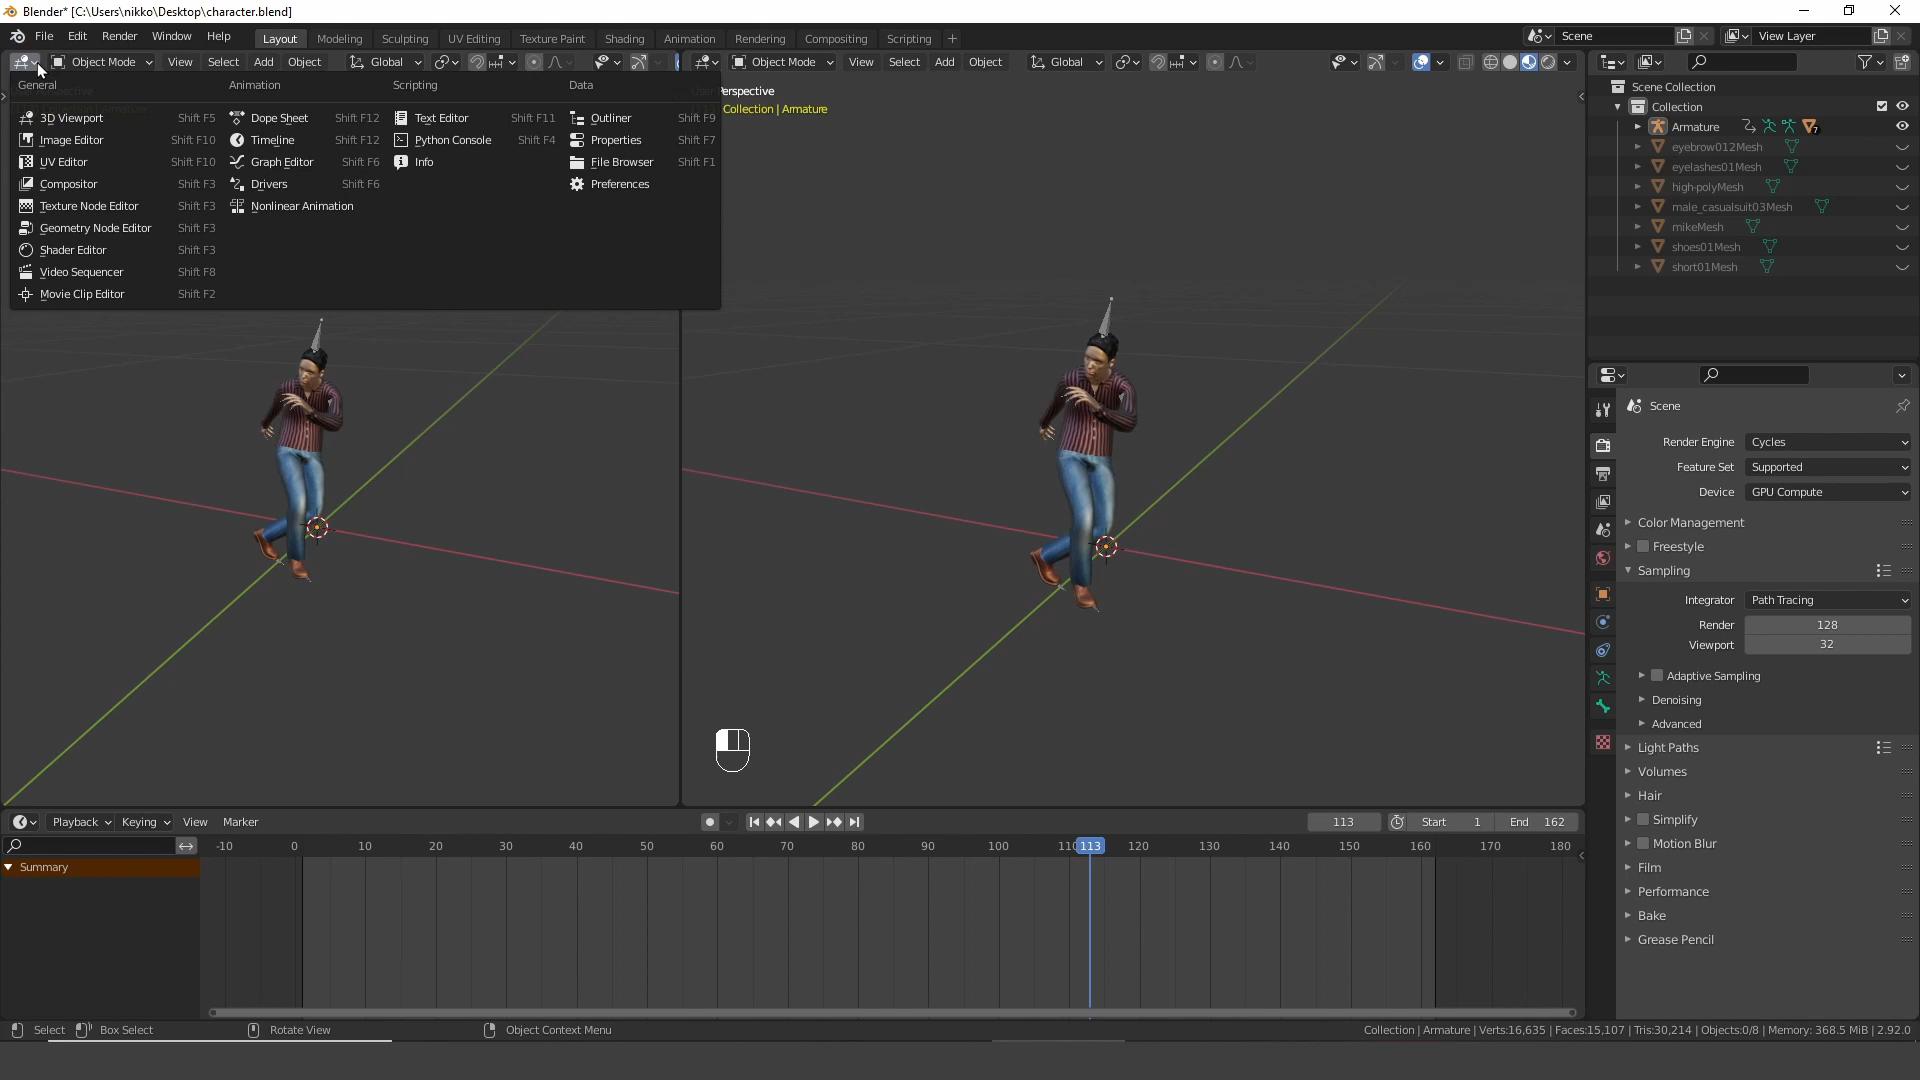 Blender* [C:\Users\nikko\Desktop\character.blend]
File Edit Render Window Help Layout Modeling Sculpting UV Editing Texture Paint Shading Animation Rendering Compositing Scripting + Scene View Layer
Object Mode View Select Add Object Global Object Mode View Select Add Object Global
General Animation Scripting Data
3D Viewport Shift F5 Dope Sheet Shift F12 Text Editor Shift F11 Outliner Shift F9
Image Editor Shift F10 Timeline Shift F12 Python Console Shift F4 Properties Shift F7
UV Editor Shift F10 Graph Editor Shift F6 Info File Browser Shift F1
Compositor Shift F3 Drivers Shift F6 Preferences
Texture Node Editor Shift F3 Nonlinear Animation
Geometry Node Editor Shift F3
Shader Editor Shift F3
Video Sequencer Shift F8
Movie Clip Editor Shift F2
Perspective
Collection | Armature
Scene Collection
Collection
Armature 7
eyebrow012Mesh
eyelashes01Mesh
high-polyMesh
male_casualsuit03Mesh
mikeMesh
shoes01Mesh
short01Mesh
Scene
Render Engine Cycles
Feature Set Supported
Device GPU Compute
Color Management
Freestyle
Sampling
Integrator Path Tracing
Render 128
Viewport 32
Adaptive Sampling
Denoising
Advanced
Light Paths
Volumes
Hair
Simplify
Motion Blur
Film
Performance
Bake
Grease Pencil
Playback Keying View Marker 113 Start 1 End 162
-10 0 10 20 30 40 50 60 70 80 90 100 110 113 120 130 140 150 160 170 180
Summary
Select Box Select Rotate View Object Context Menu Collection | Armature | Verts:16,635 | Faces:15,107 | Tris:30,214 | Objects:0/8 | Memory: 368.5 MiB | 2.92.0